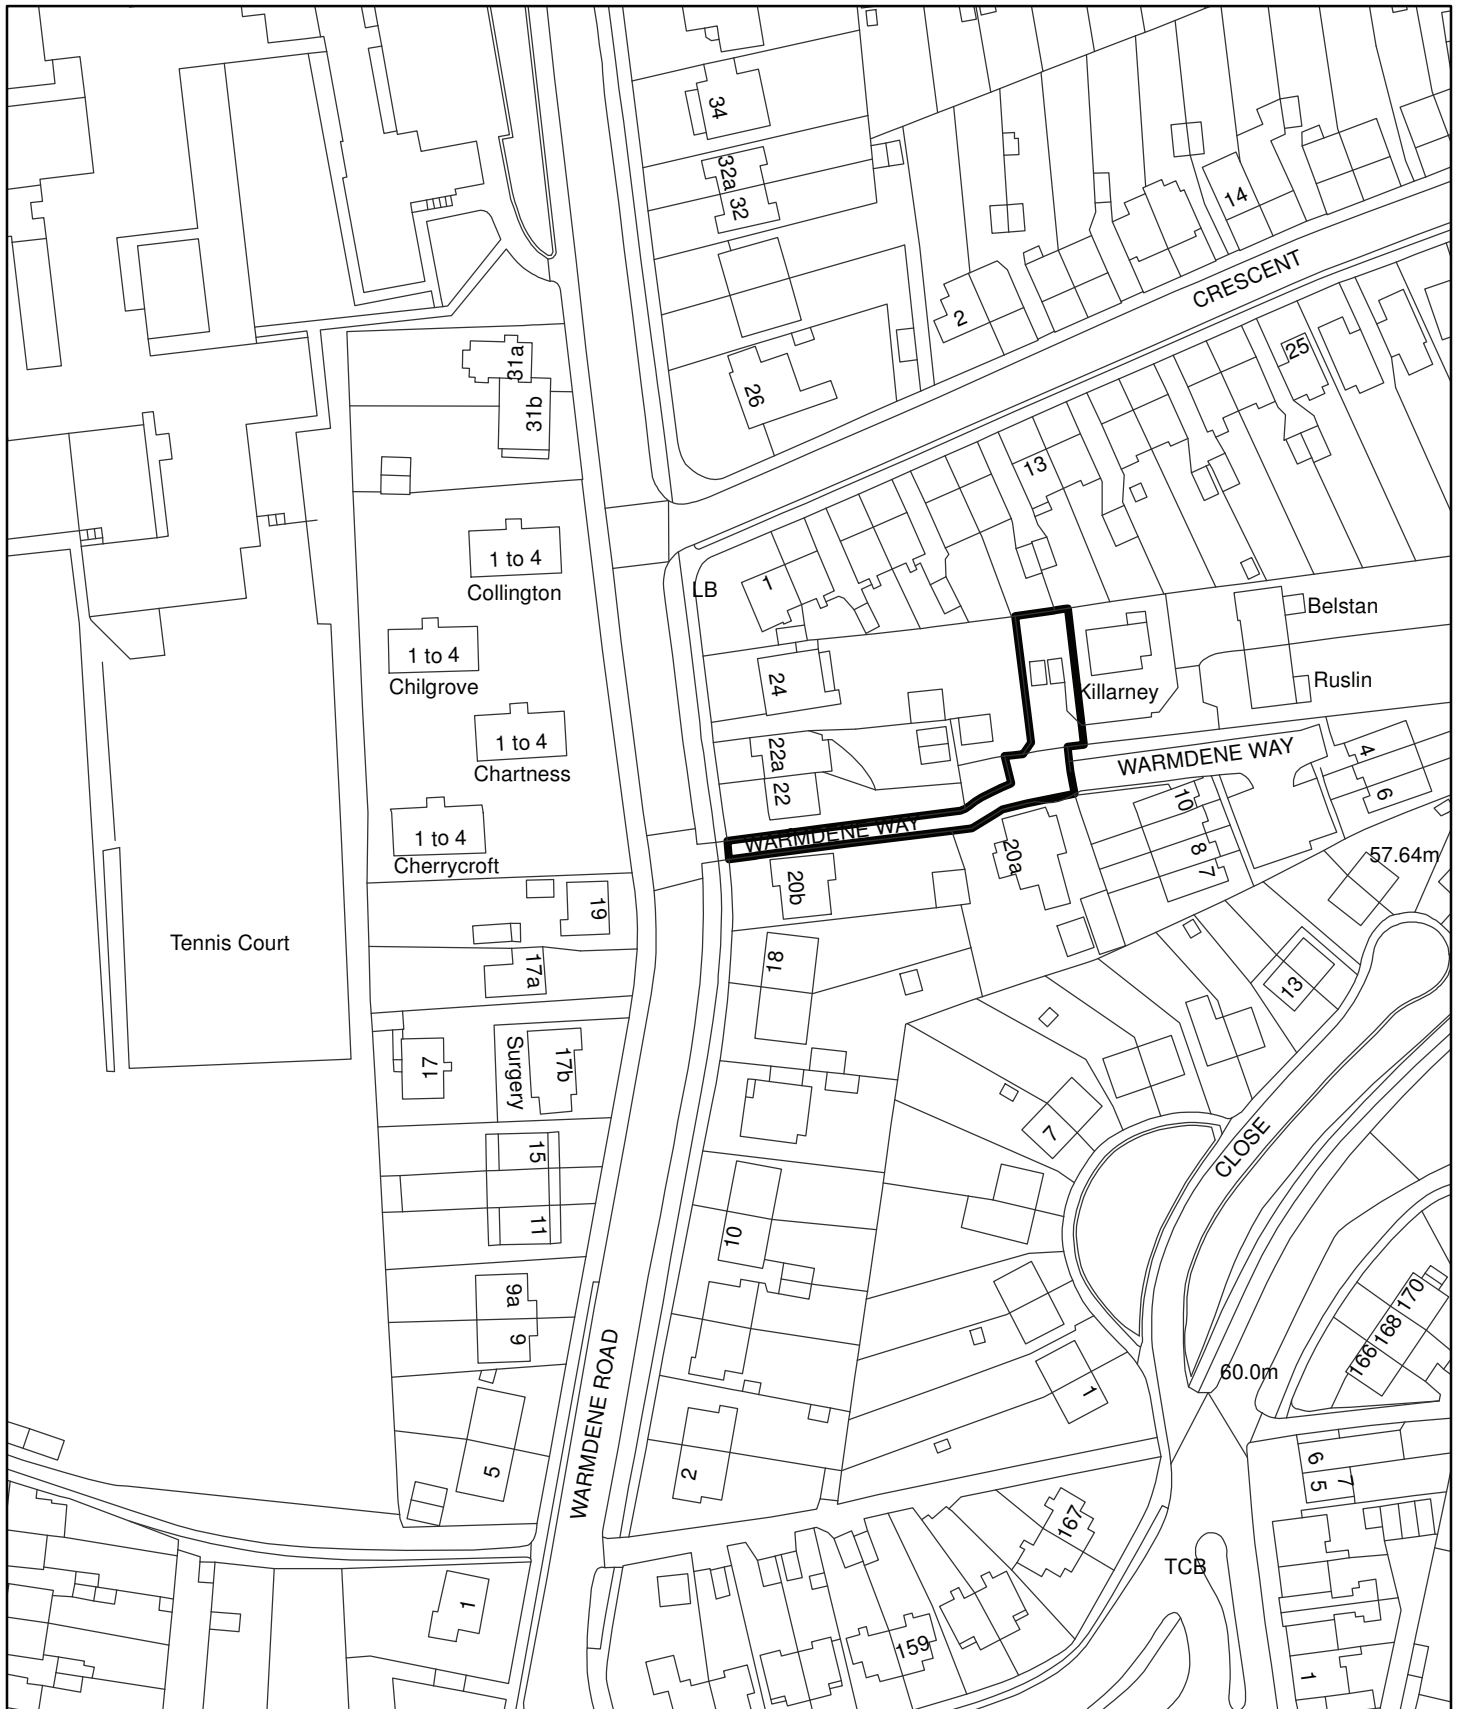 34
32a
32
14
CRESCENT
2
31a
25
26
31b
13
1 to 4
Collington
LB
1
Belstan
1 to 4
Chilgrove
24
Killarney
Ruslin
1 to 4
Chartness
22a
22
WARMDENE WAY
4
6
10
8
7
1 to 4
Cherrycroft
WARMDENE WAY
20a
20b
57.64m
19
Tennis Court
18
17a
13
17
Surgery
17b
7
CLOSE
15
11
10
9a
9
170
168
166
WARMDENE ROAD
60.0m
1
5
2
6
5
7
167
TCB
1
159
1